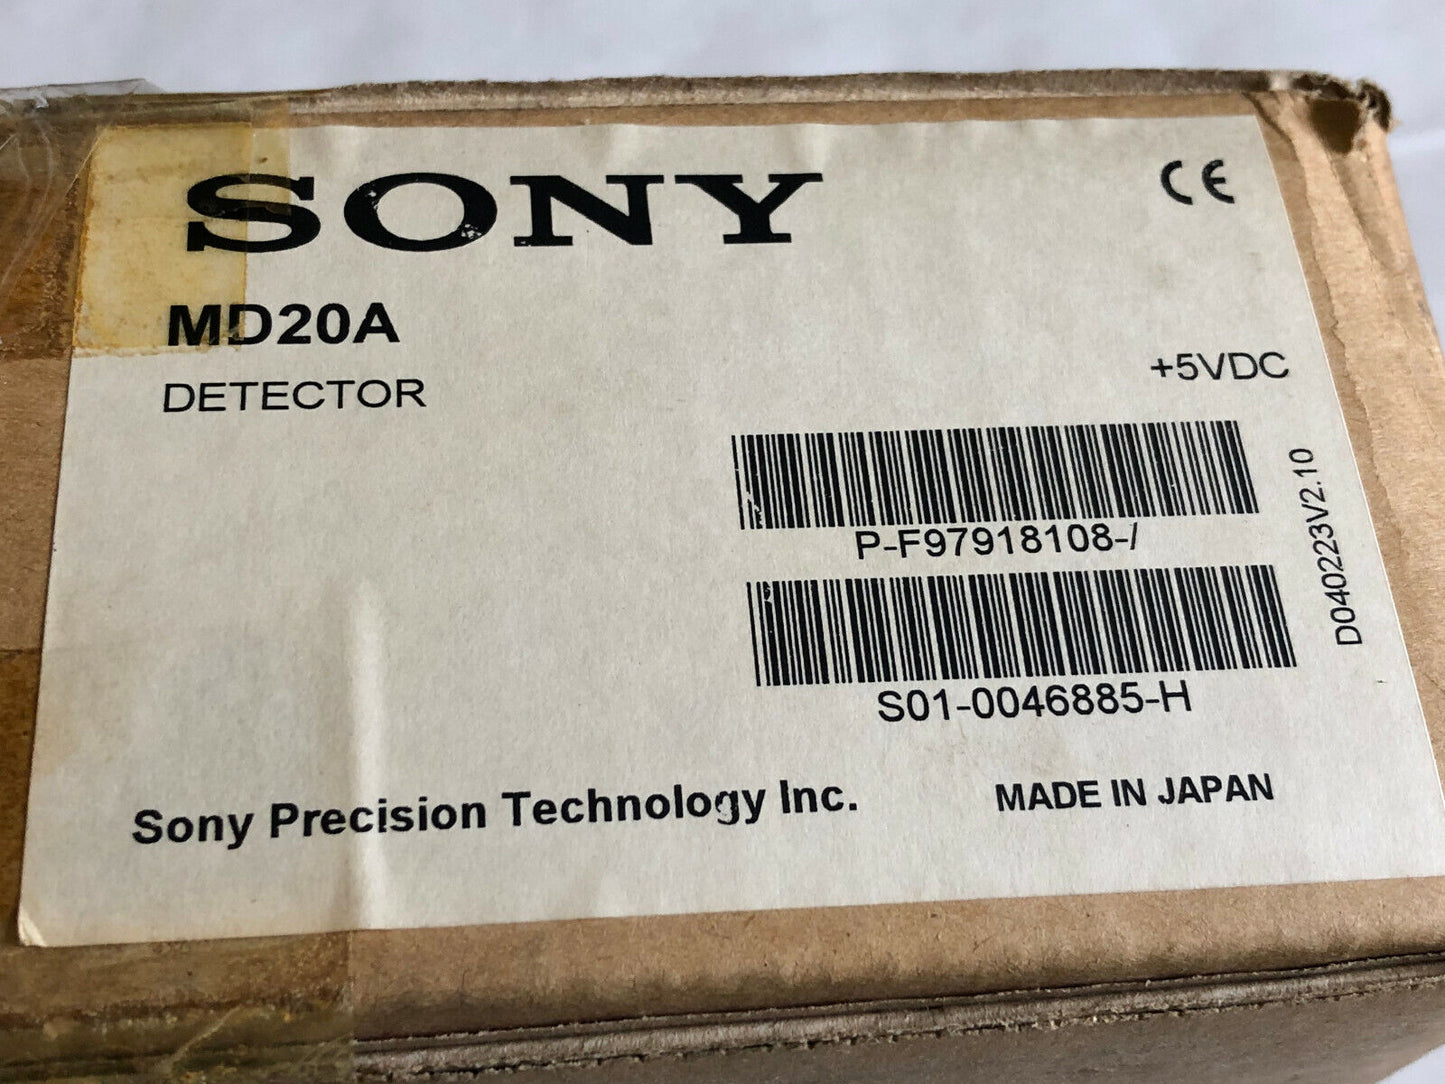 SONY
CE
MD20A
DETECTOR
+5VDC
P-F97918108-/
S01-0046885-H
D040223V2.10
Sony Precision Technology Inc.
MADE IN JAPAN